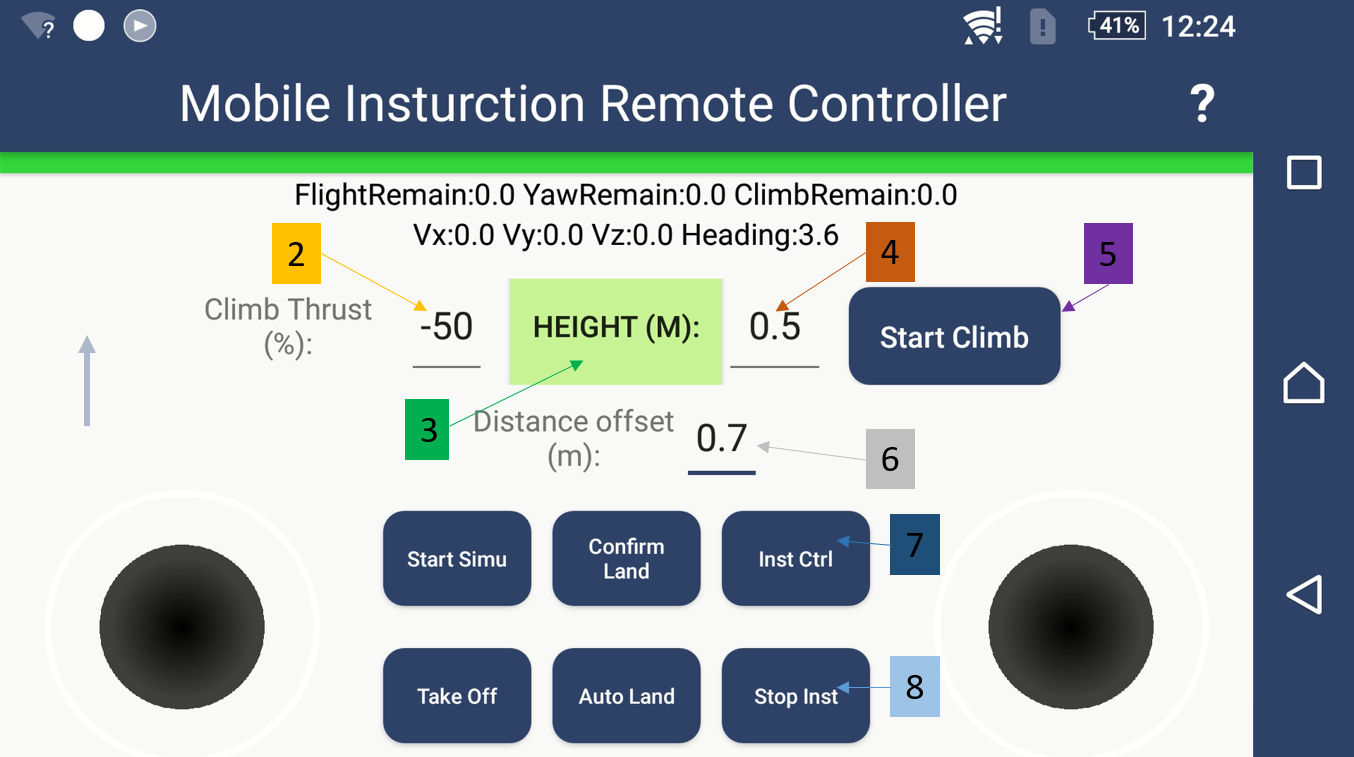 41% 12:24
Mobile Insturction Remote Controller ?
FlightRemain:0.0 YawRemain:0.0 ClimbRemain:0.0
Vx:0.0 Vy:0.0 Vz:0.0 Heading:3.6
2
4
5
Climb Thrust
(%):
-50
HEIGHT (M):
0.5
Start Climb
3
Distance offset
(m):
0.7
6
Start Simu
Confirm
Land
Inst Ctrl
7
Take Off
Auto Land
Stop Inst
8